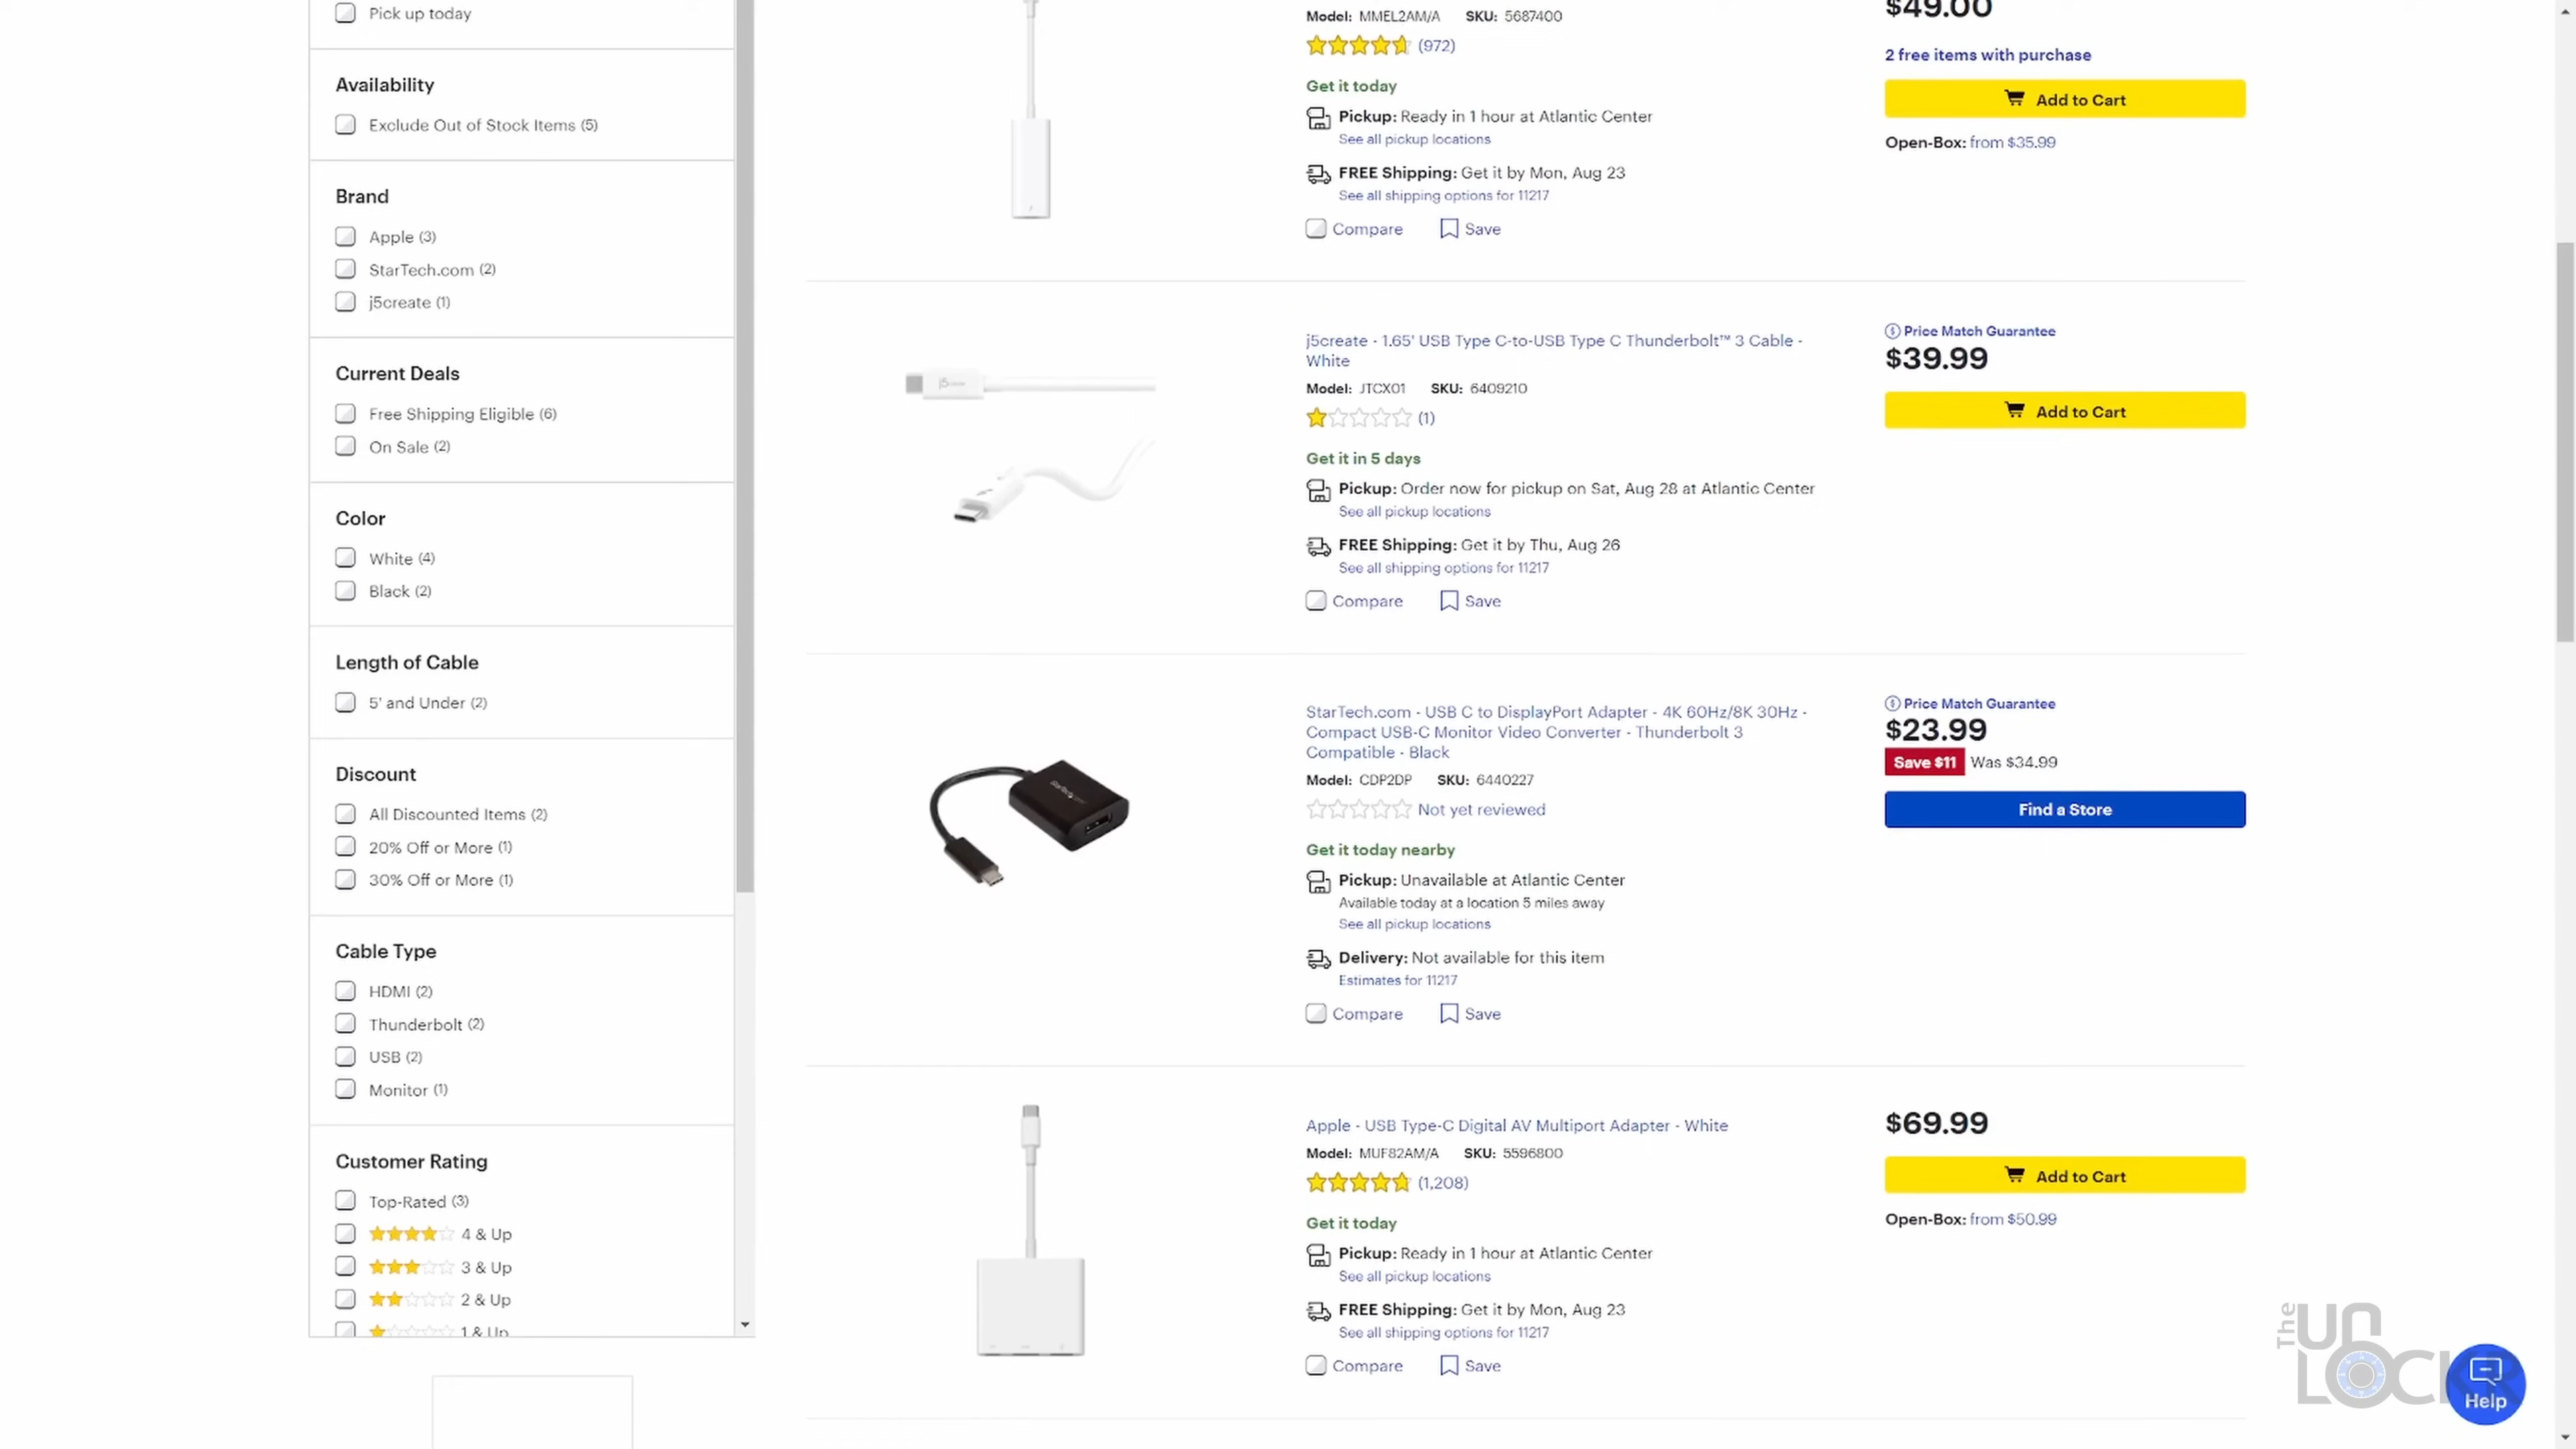 Pick up today
Availability
Exclude Out of Stock Items (5)
Brand
Apple (3)
StarTech.com (2)
j5create (1)
Current Deals
Free Shipping Eligible (6)
On Sale (2)
Color
White (4)
Black (2)
Length of Cable
5' and Under (2)
Discount
All Discounted Items (2)
20% Off or More (1)
30% Off or More (1)
Cable Type
HDMI (2)
Thunderbolt (2)
USB (2)
Monitor (1)
Customer Rating
Top-Rated (3)
4 & Up
3 & Up
2 & Up
1 & Up
Model: MMEL2AM/A SKU: 5687400
(972)
Get it today
Pickup: Ready in 1 hour at Atlantic Center
See all pickup locations
FREE Shipping: Get it by Mon, Aug 23
See all shipping options for 11217
Compare Save
$49.00
2 free items with purchase
Add to Cart
Open-Box: from $35.99
j5create - 1.65' USB Type C-to-USB Type C Thunderbolt™ 3 Cable -
White
Model: JTCX01 SKU: 6409210
(1)
Get it in 5 days
Pickup: Order now for pickup on Sat, Aug 28 at Atlantic Center
See all pickup locations
FREE Shipping: Get it by Thu, Aug 26
See all shipping options for 11217
Compare Save
Price Match Guarantee
$39.99
Add to Cart
StarTech.com - USB C to DisplayPort Adapter - 4K 60Hz/8K 30Hz -
Compact USB-C Monitor Video Converter - Thunderbolt 3
Compatible - Black
Model: CDP2DP SKU: 6440227
Not yet reviewed
Get it today nearby
Pickup: Unavailable at Atlantic Center
Available today at a location 5 miles away
See all pickup locations
Delivery: Not available for this item
Estimates for 11217
Compare Save
Price Match Guarantee
$23.99
Save $11 Was $34.99
Find a Store
Apple - USB Type-C Digital AV Multiport Adapter - White
Model: MUF82AM/A SKU: 5596800
(1,208)
Get it today
Pickup: Ready in 1 hour at Atlantic Center
See all pickup locations
FREE Shipping: Get it by Mon, Aug 23
See all shipping options for 11217
Compare Save
$69.99
Add to Cart
Open-Box: from $50.99
The
UN
LOCKR
Help